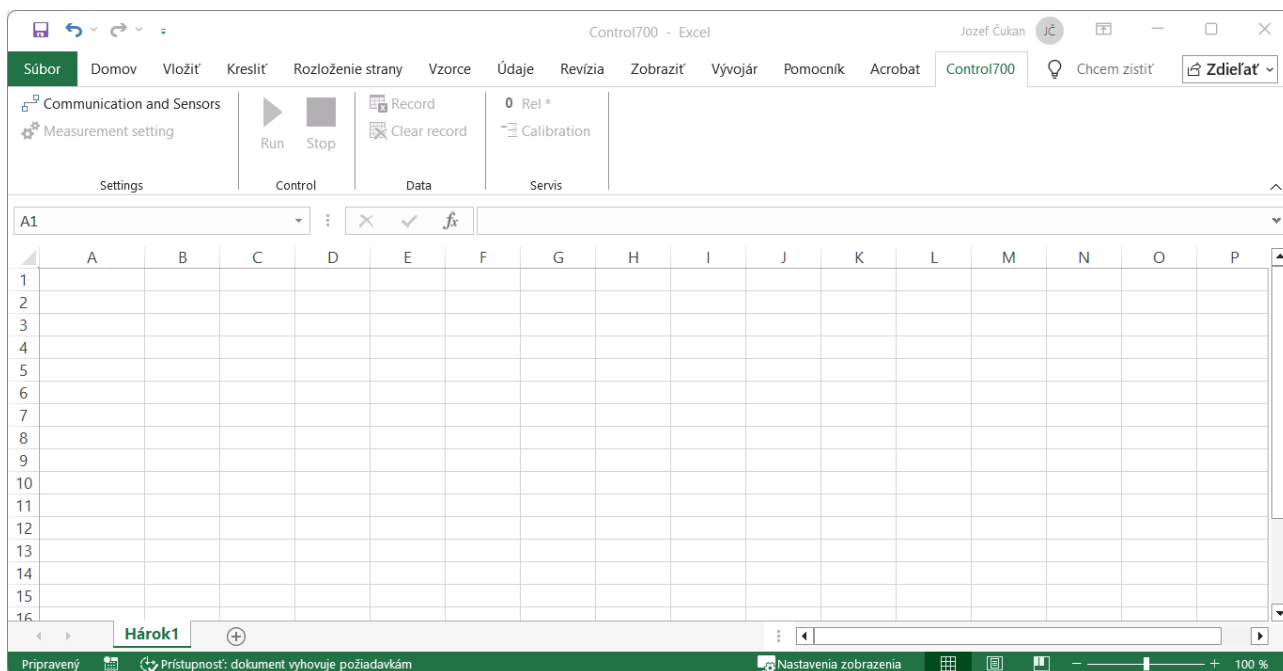 Control700 - Excel
Jozef Čukan JČ
Súbor Domov Vložiť Kresliť Rozloženie strany Vzorce Údaje Revízia Zobraziť Vývojár Pomocník Acrobat Control700 Chcem zistiť Zdieľať
Communication and Sensors
Measurement setting
Settings
Run Stop
Control
Record
Clear record
Data
0 Rel *
Calibration
Servis
A1 fx
A B C D E F G H I J K L M N O P
1
2
3
4
5
6
7
8
9
10
11
12
13
14
15
16
Hárok1
Pripravený Prístupnosť: dokument vyhovuje požiadavkám Nastavenia zobrazenia 100 %